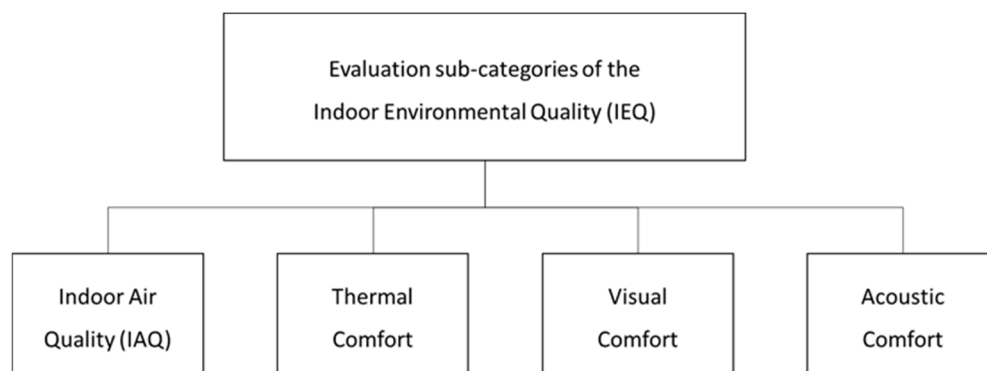 Evaluation sub-categories of the
Indoor Environmental Quality (IEQ)
Indoor Air
Quality (IAQ)
Thermal
Comfort
Visual
Comfort
Acoustic
Comfort